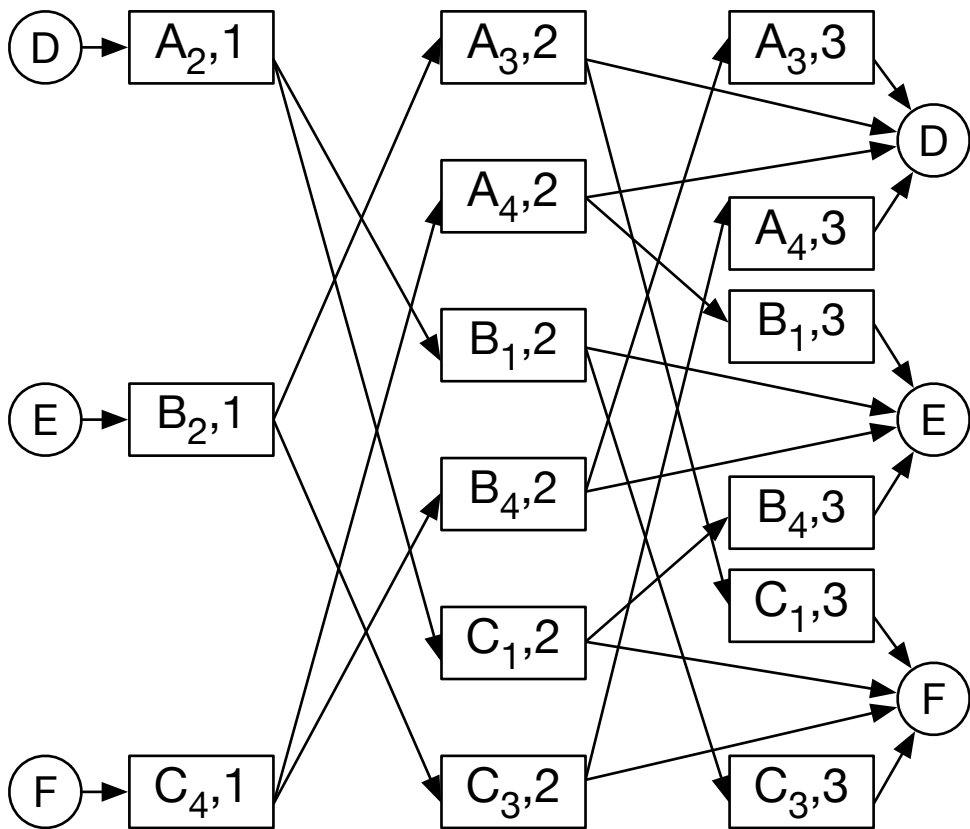 D
A₂,1
A₃,2
A₃,3
D
A₄,2
A₄,3
B₁,2
B₁,3
E
B₂,1
E
B₄,2
B₄,3
C₁,2
C₁,3
F
F
C₄,1
C₃,2
C₃,3